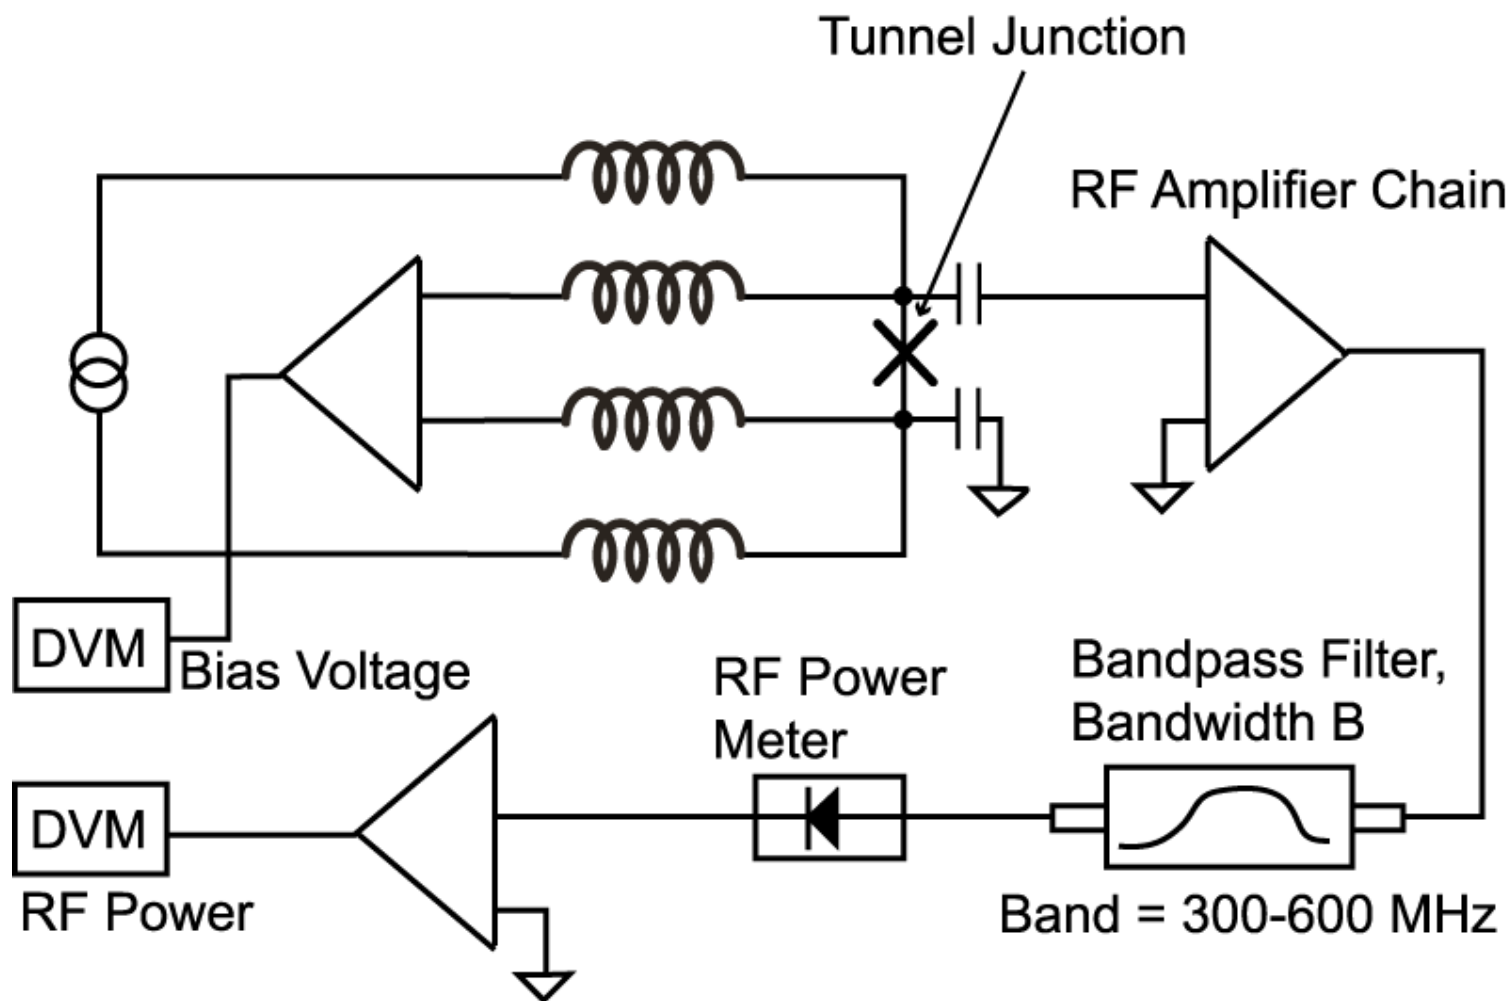 Tunnel Junction
RF Amplifier Chain
DVM
Bias Voltage
RF Power
Meter
Bandpass Filter,
Bandwidth B
DVM
RF Power
Band = 300-600 MHz